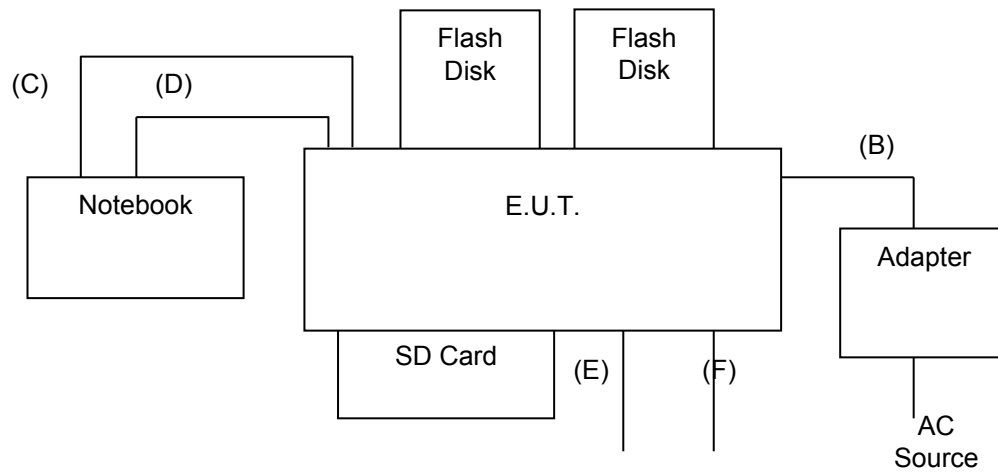 Flash
Disk
Flash
Disk
(C)
(D)
(B)
Notebook
E.U.T.
Adapter
SD Card
(E)
(F)
AC
Source